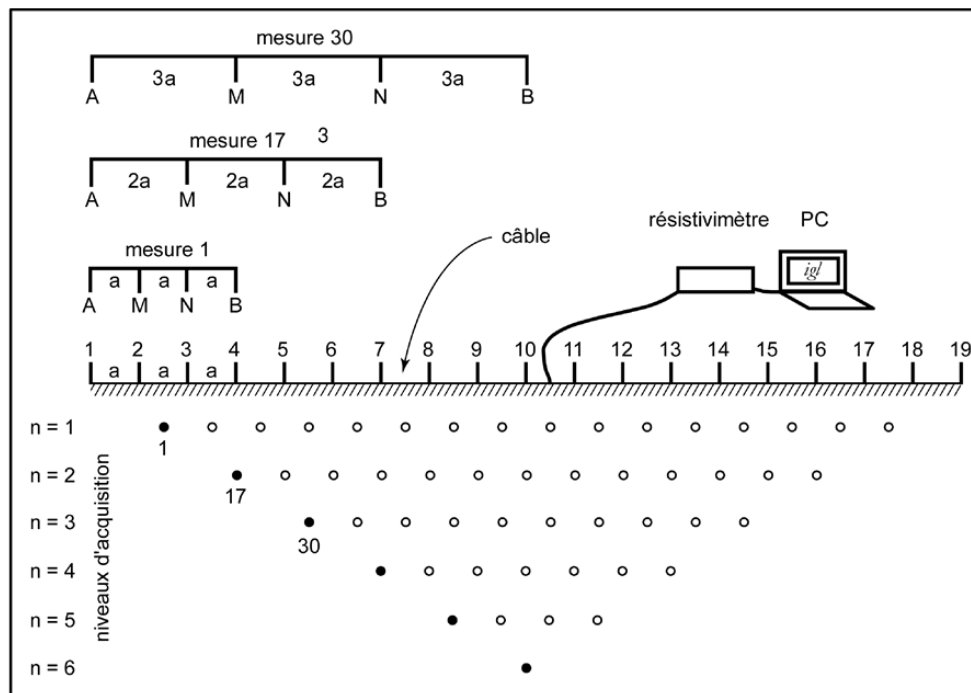 mesure 30
3a 3a 3a
A M N B
mesure 17 3
2a 2a 2a
A M N B
câble
résistivimètre PC
igl
mesure 1
a a a
A M N B
1 2 3 4 5 6 7 8 9 10 11 12 13 14 15 16 17 18 19
a a a
niveaux d'acquisition
n = 1
1
n = 2
17
n = 3
30
n = 4
n = 5
n = 6